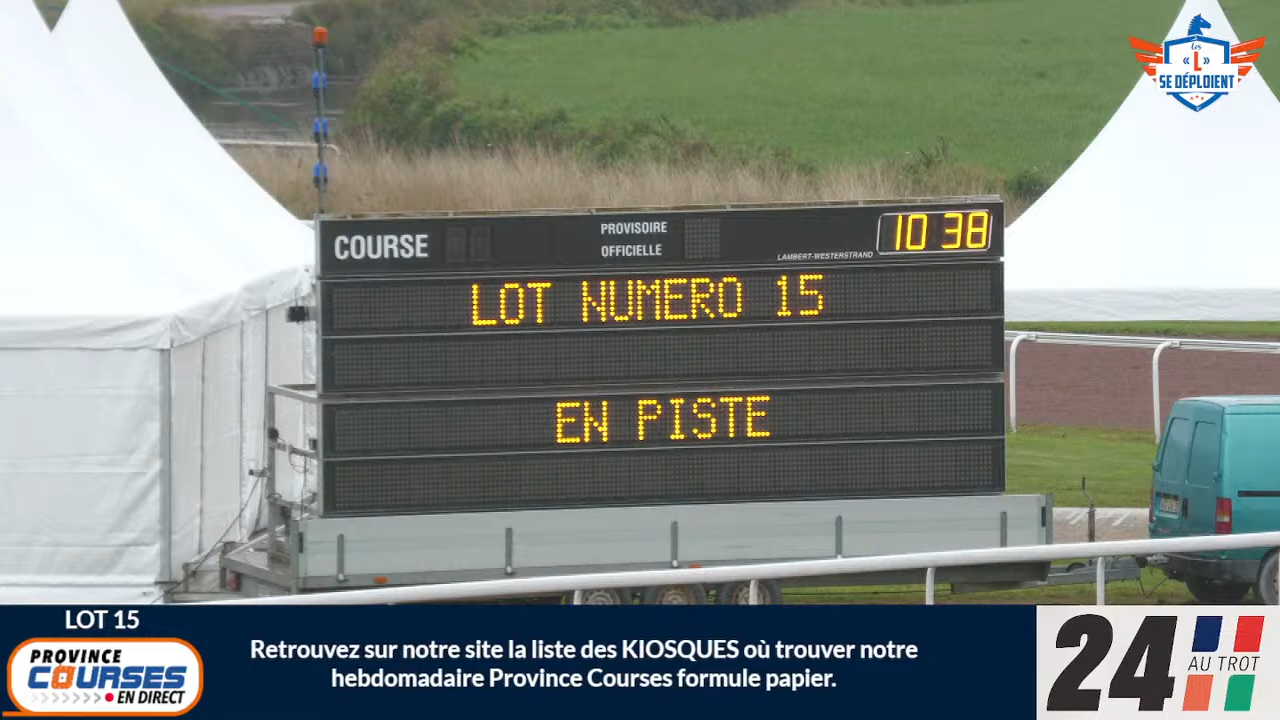 Les
« L »
SE DÉPLOIENT
COURSE
PROVISOIRE
OFFICIELLE
LAMBERT-WESTERSTRAND
10 38
LOT NUMERO 15
EN PISTE
LOT 15
PROVINCE
COURSES
EN DIRECT
Retrouvez sur notre site la liste des KIOSQUES où trouver notre
hebdomadaire Province Courses formule papier.
24
AU TROT